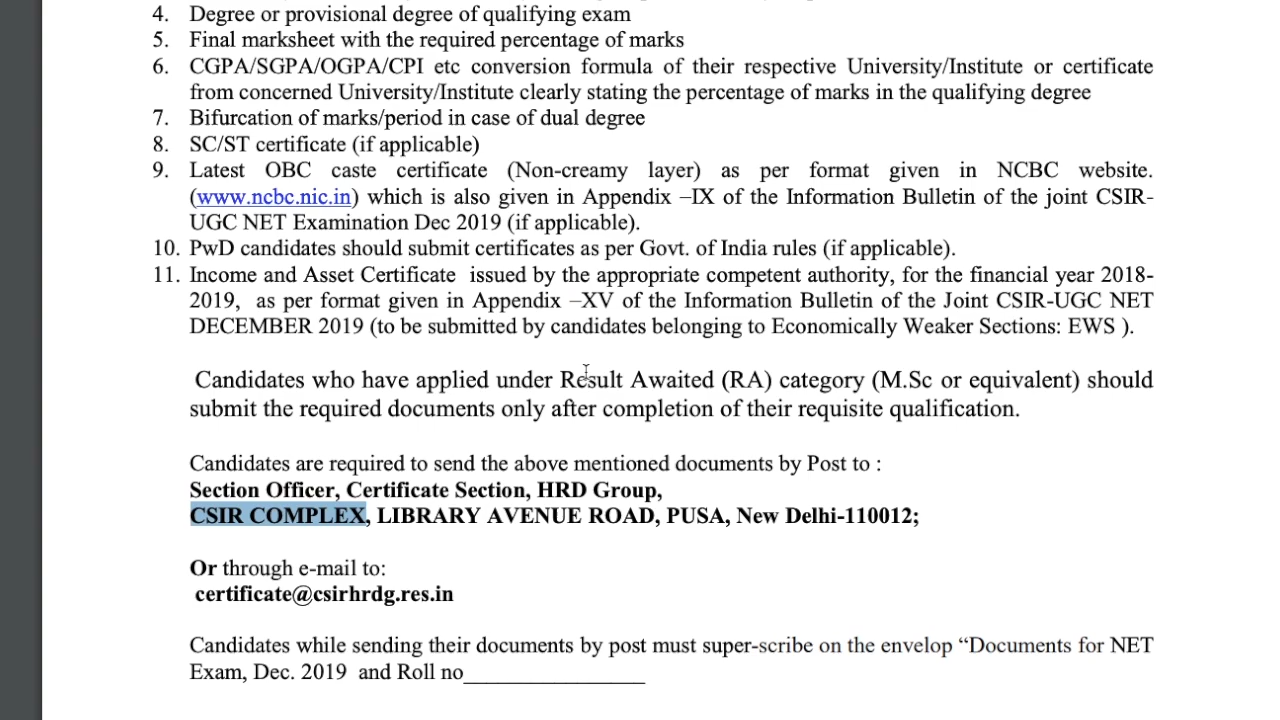 4. Degree or provisional degree of qualifying exam
5. Final marksheet with the required percentage of marks
6. CGPA/SGPA/OGPA/CPI etc conversion formula of their respective University/Institute or certificate
from concerned University/Institute clearly stating the percentage of marks in the qualifying degree
7. Bifurcation of marks/period in case of dual degree
8. SC/ST certificate (if applicable)
9. Latest OBC caste certificate (Non-creamy layer) as per format given in NCBC website.
(www.ncbc.nic.in) which is also given in Appendix –IX of the Information Bulletin of the joint CSIR-
UGC NET Examination Dec 2019 (if applicable).
10. PwD candidates should submit certificates as per Govt. of India rules (if applicable).
11. Income and Asset Certificate issued by the appropriate competent authority, for the financial year 2018-
2019, as per format given in Appendix –XV of the Information Bulletin of the Joint CSIR-UGC NET
DECEMBER 2019 (to be submitted by candidates belonging to Economically Weaker Sections: EWS ).
Candidates who have applied under Result Awaited (RA) category (M.Sc or equivalent) should
submit the required documents only after completion of their requisite qualification.
Candidates are required to send the above mentioned documents by Post to :
Section Officer, Certificate Section, HRD Group,
CSIR COMPLEX, LIBRARY AVENUE ROAD, PUSA, New Delhi-110012;
Or through e-mail to:
certificate@csirhrdg.res.in
Candidates while sending their documents by post must super-scribe on the envelop “Documents for NET
Exam, Dec. 2019 and Roll no_________________